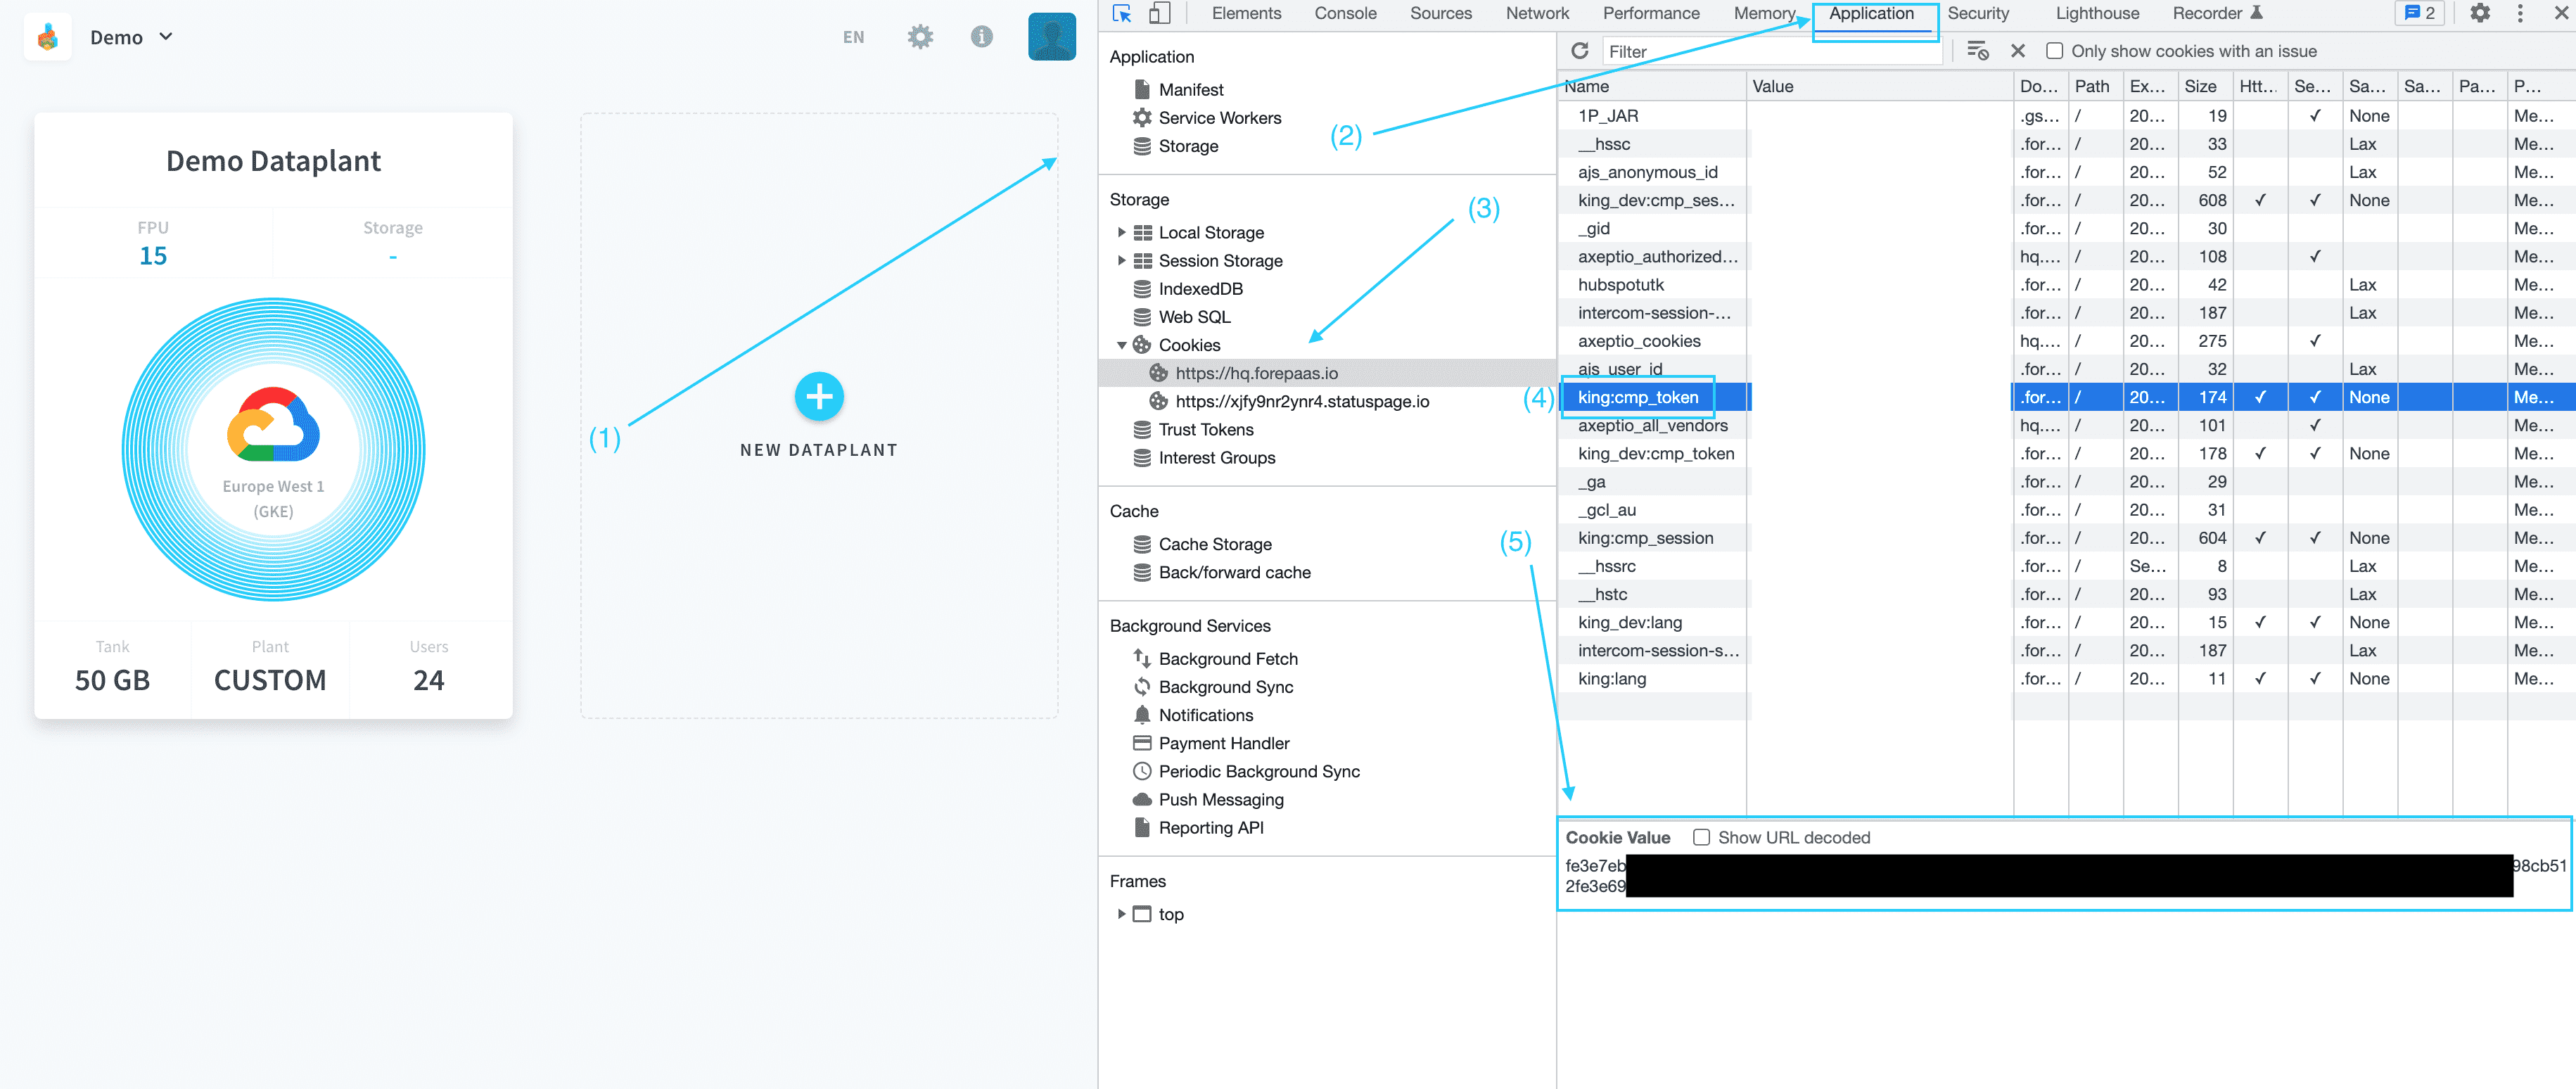 Demo
EN
Demo Dataplant
FPU
15
Storage
-
Europe West 1
(GKE)
Tank
50 GB
Plant
CUSTOM
Users
24
(1)
NEW DATAPLANT
Elements Console Sources Network Performance Memory Application Security Lighthouse Recorder 2
Application
Manifest
Service Workers
Storage
(2)
Storage
(3)
Local Storage
Session Storage
IndexedDB
Web SQL
Cookies
https://hq.forepaas.io
https://xjfy9nr2ynr4.statuspage.io
Trust Tokens
Interest Groups
Cache
Cache Storage
Back/forward cache
Background Services
Background Fetch
Background Sync
Notifications
Payment Handler
Periodic Background Sync
Push Messaging
Reporting API
Frames
top
Filter Only show cookies with an issue
Name Value Do... Path Ex... Size Htt... Se... Sa... Sa... Pa... P...
1P_JAR .gs... / 20... 19 ✓ None Me...
__hssc .for... / 20... 33 Lax Me...
ajs_anonymous_id .for... / 20... 52 Lax Me...
king_dev:cmp_ses... .for... / 20... 608 ✓ ✓ None Me...
_gid .for... / 20... 30 Me...
axeptio_authorized... hq.... / 20... 108 ✓ Me...
hubspotutk .for... / 20... 42 Lax Me...
intercom-session-... .for... / 20... 187 Lax Me...
axeptio_cookies hq.... / 20... 275 ✓ Me...
ajs_user_id .for... / 20... 32 Lax Me...
(4) king:cmp_token .for... / 20... 174 ✓ ✓ None Me...
axeptio_all_vendors hq.... / 20... 101 ✓ Me...
king_dev:cmp_token .for... / 20... 178 ✓ ✓ None Me...
_ga .for... / 20... 29 Me...
_gcl_au .for... / 20... 31 Me...
(5) king:cmp_session .for... / 20... 604 ✓ ✓ None Me...
__hssrc .for... / Se... 8 Lax Me...
__hstc .for... / 20... 93 Lax Me...
king_dev:lang .for... / 20... 15 ✓ ✓ None Me...
intercom-session-s... .for... / 20... 187 Lax Me...
king:lang .for... / 20... 11 ✓ ✓ None Me...
Cookie Value Show URL decoded
fe3e7eb 98cb51
2fe3e69